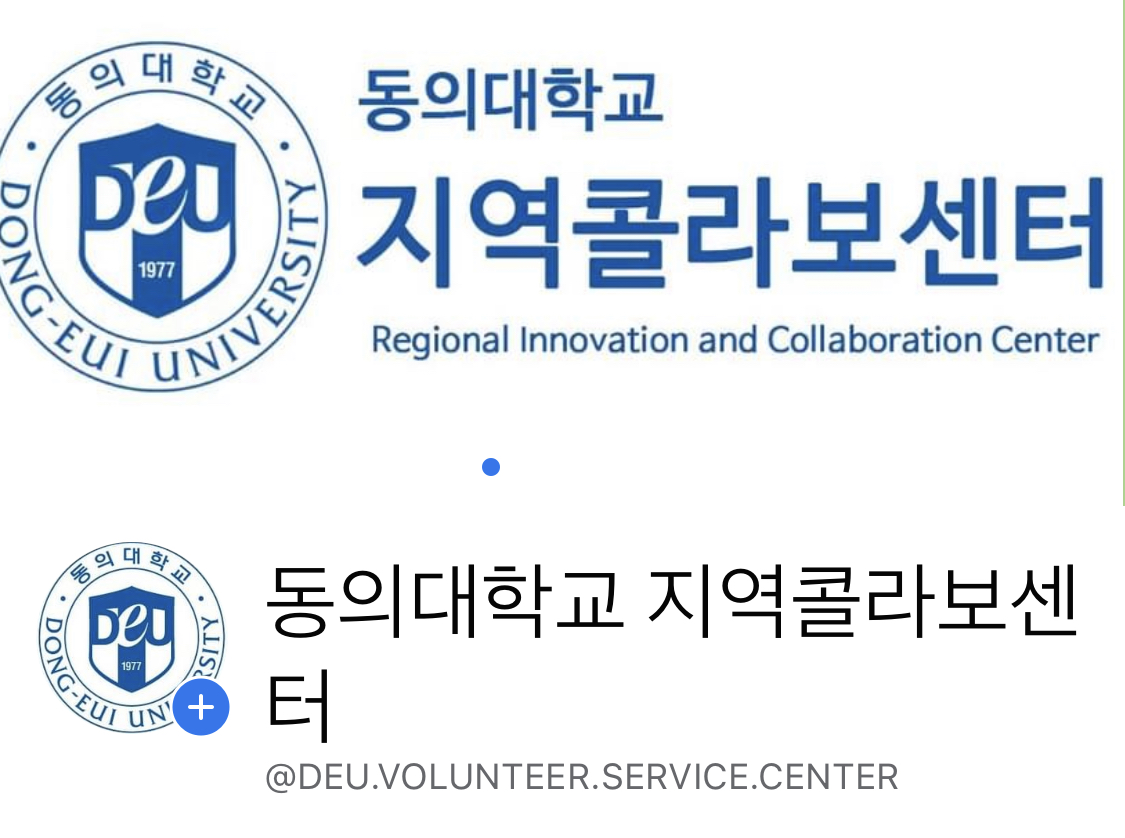 동의대학교
DeU
1977
DONG-EUI UNIVERSITY
동의대학교
지역콜라보센터
Regional Innovation and Collaboration Center
동의대학교
DeU
1977
DONG-EUI UNI RSITY
동의대학교 지역콜라보센
터
@DEU.VOLUNTEER.SERVICE.CENTER